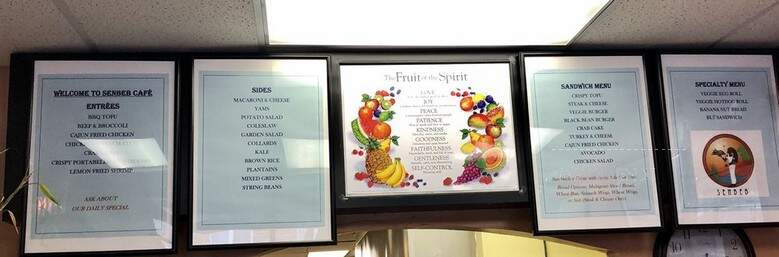 WELCOME TO SENBEB CAFÉ
ENTRÉES
BBQ TOFU
BEEF & BROCCOLI
CAJUN FRIED CHICKEN
CRISPY PORTABELLA
LEMON FRIED SHRIMP
ASK ABOUT
OUR DAILY SPECIAL
SIDES
MACARONI & CHEESE
YAMS
POTATO SALAD
COLESLAW
GARDEN SALAD
COLLARDS
KALE
BROWN RICE
PLANTAINS
MIXED GREENS
STRING BEANS
The Fruit of the Spirit
LOVE
JOY
PEACE
PATIENCE
KINDNESS
GOODNESS
FAITHFULNESS
GENTLENESS
SELF-CONTROL
SANDWICH MENU
CRISPY TOFU
STEAK & CHEESE
VEGGIE BURGER
BLACK BEAN BURGER
CRAB CAKE
TURKEY & CHEESE
CAJUN FRIED CHICKEN
AVOCADO
CHICKEN SALAD
SPECIALTY MENU
VEGGIE EGG ROLL
VEGGIE HOTDOG ROLL
BANANA NUT BREAD
BLT SANDWICH
SENBEB